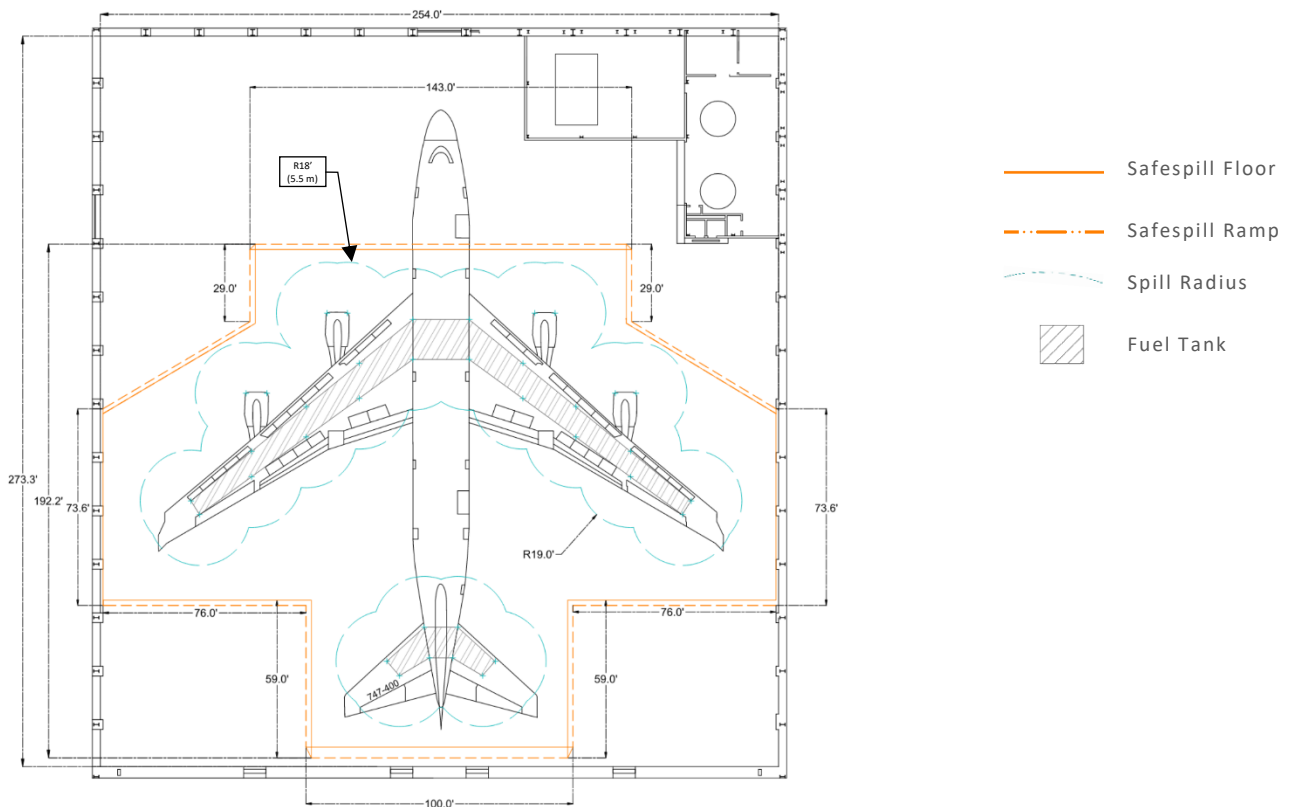 254.0'
143.0'
R18'
(5.5 m)
Safespill Floor
Safespill Ramp
Spill Radius
Fuel Tank
29.0'
29.0'
273.3'
192.2'
73.6'
73.6'
R19.0'
76.0'
76.0'
59.0'
59.0'
747-400
100.0'